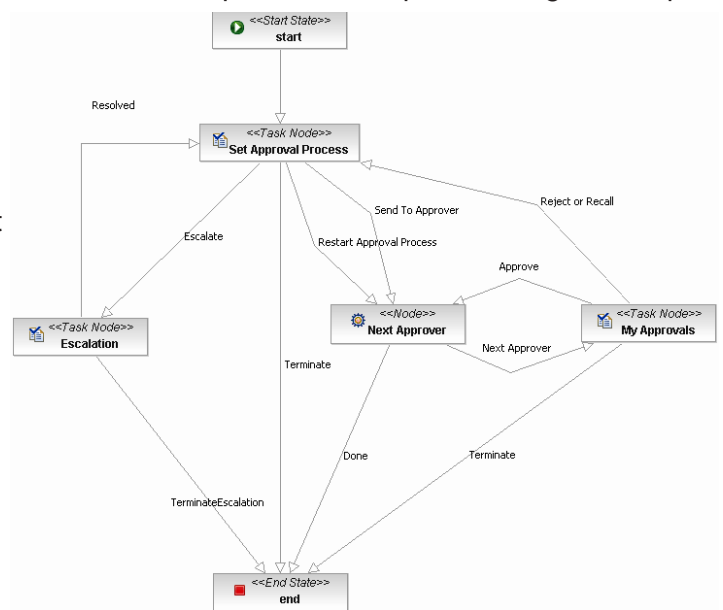 <<Start State>>
start
Resolved
<<Task Node>>
Set Approval Process
Reject or Recall
Send To Approver
Escalate
Restart Approval Process
Approve
<<Task Node>>
Escalation
<<Node>>
Next Approver
<<Task Node>>
My Approvals
Next Approver
Terminate
Done
Terminate
TerminateEscalation
<<End State>>
end